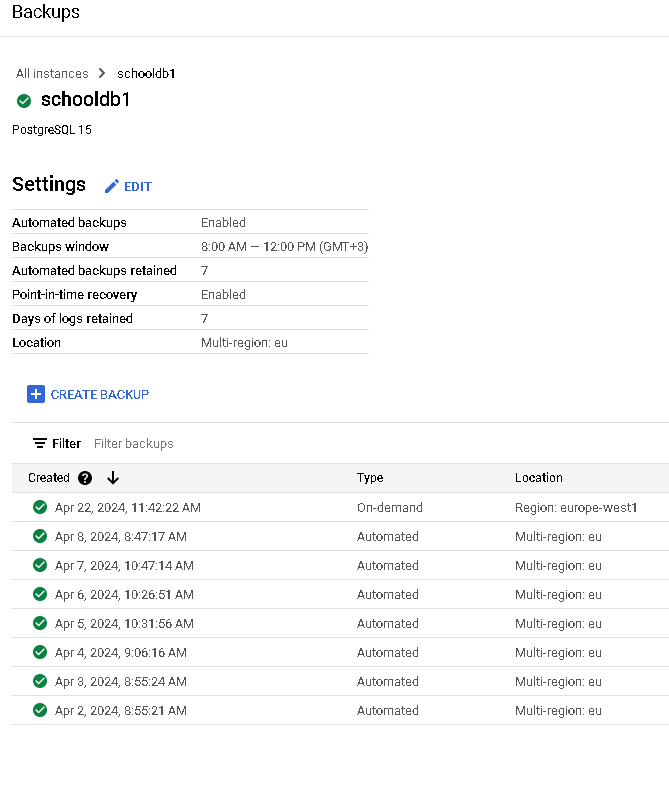 Backups
All instances > schooldb1
schooldb1
PostgreSQL 15
Settings EDIT
Automated backups Enabled
Backups window 8:00 AM — 12:00 PM (GMT+3)
Automated backups retained 7
Point-in-time recovery Enabled
Days of logs retained 7
Location Multi-region: eu
CREATE BACKUP
Filter Filter backups
Created ? Type Location
Apr 22, 2024, 11:42:22 AM On-demand Region: europe-west1
Apr 8, 2024, 8:47:17 AM Automated Multi-region: eu
Apr 7, 2024, 10:47:14 AM Automated Multi-region: eu
Apr 6, 2024, 10:26:51 AM Automated Multi-region: eu
Apr 5, 2024, 10:31:56 AM Automated Multi-region: eu
Apr 4, 2024, 9:06:16 AM Automated Multi-region: eu
Apr 3, 2024, 8:55:24 AM Automated Multi-region: eu
Apr 2, 2024, 8:55:21 AM Automated Multi-region: eu